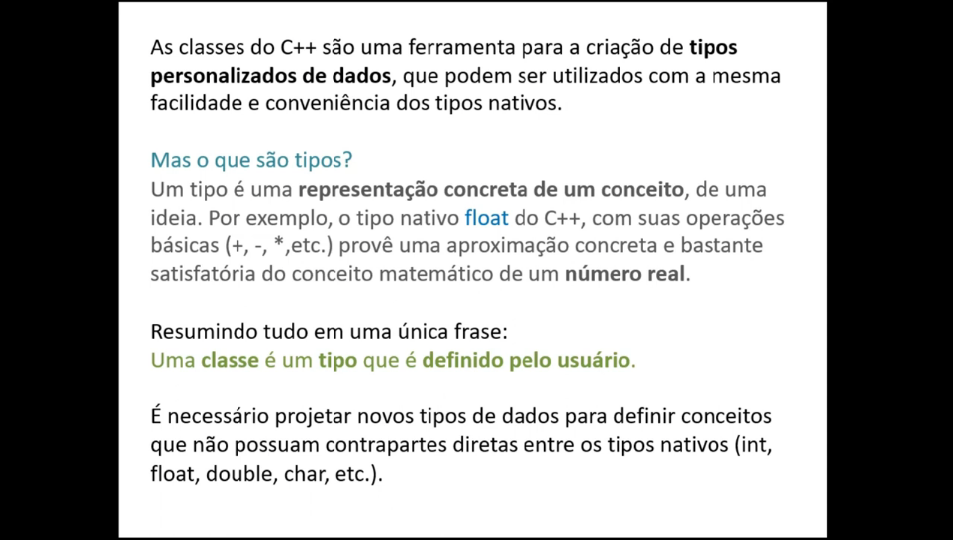 As classes do C++ são uma ferramenta para a criação de tipos
personalizados de dados, que podem ser utilizados com a mesma
facilidade e conveniência dos tipos nativos.
Mas o que são tipos?
Um tipo é uma representação concreta de um conceito, de uma
ideia. Por exemplo, o tipo nativo float do C++, com suas operações
básicas (+, -, *,etc.) provê uma aproximação concreta e bastante
satisfatória do conceito matemático de um número real.
Resumindo tudo em uma única frase:
Uma classe é um tipo que é definido pelo usuário.
É necessário projetar novos tipos de dados para definir conceitos
que não possuam contrapartes diretas entre os tipos nativos (int,
float, double, char, etc.).